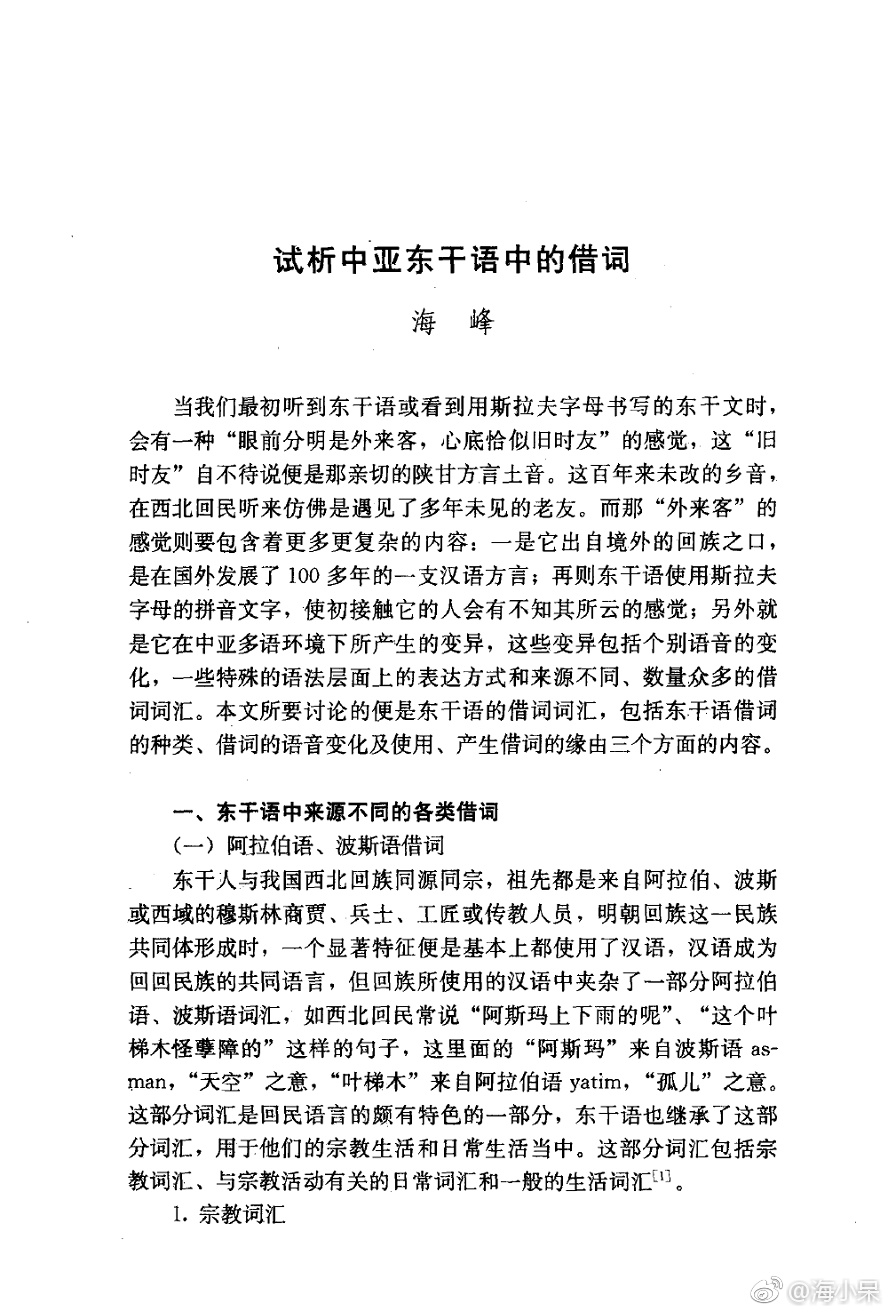 试析中亚东干语中的借词
海 峰
当我们最初听到东干语或看到用斯拉夫字母书写的东干文时，
会有一种“眼前分明是外来客，心底恰似旧时友”的感觉，这“旧
时友”自不待说便是那亲切的陕甘方言土音。这百年来未改的乡音，
在西北回民听来仿佛是遇见了多年未见的老友。而那“外来客”的
感觉则要包含着更多更复杂的内容：一是它出自境外的回族之口，
是在国外发展了 100 多年的一支汉语方言；再则东干语使用斯拉夫
字母的拼音文字，使初接触它的人会有不知其所云的感觉；另外就
是它在中亚多语环境下所产生的变异，这些变异包括个别语音的变
化，一些特殊的语法层面上的表达方式和来源不同、数量众多的借
词词汇。本文所要讨论的便是东干语的借词词汇，包括东干语借词
的种类、借词的语音变化及使用、产生借词的缘由三个方面的内容。
一、东干语中来源不同的各类借词
（一）阿拉伯语、波斯语借词
东干人与我国西北回族同源同宗，祖先都是来自阿拉伯、波斯
或西域的穆斯林商贾、兵士、工匠或传教人员，明朝回族这一民族
共同体形成时，一个显著特征便是基本上都使用了汉语，汉语成为
回回民族的共同语言，但回族所使用的汉语中夹杂了一部分阿拉伯
语、波斯语词汇，如西北回民常说“阿斯玛上下雨的呢”、“这个叶
梯木怪孽障的”这样的句子，这里面的“阿斯玛”来自波斯语 as-
man，“天空”之意，“叶梯木”来自阿拉伯语 yatim，“孤儿”之意。
这部分词汇是回民语言的颇有特色的一部分，东干语也继承了这部
分词汇，用于他们的宗教生活和日常生活当中。这部分词汇包括宗
教词汇、与宗教活动有关的日常词汇和一般的生活词汇[1]。
1. 宗教词汇
@海小呆